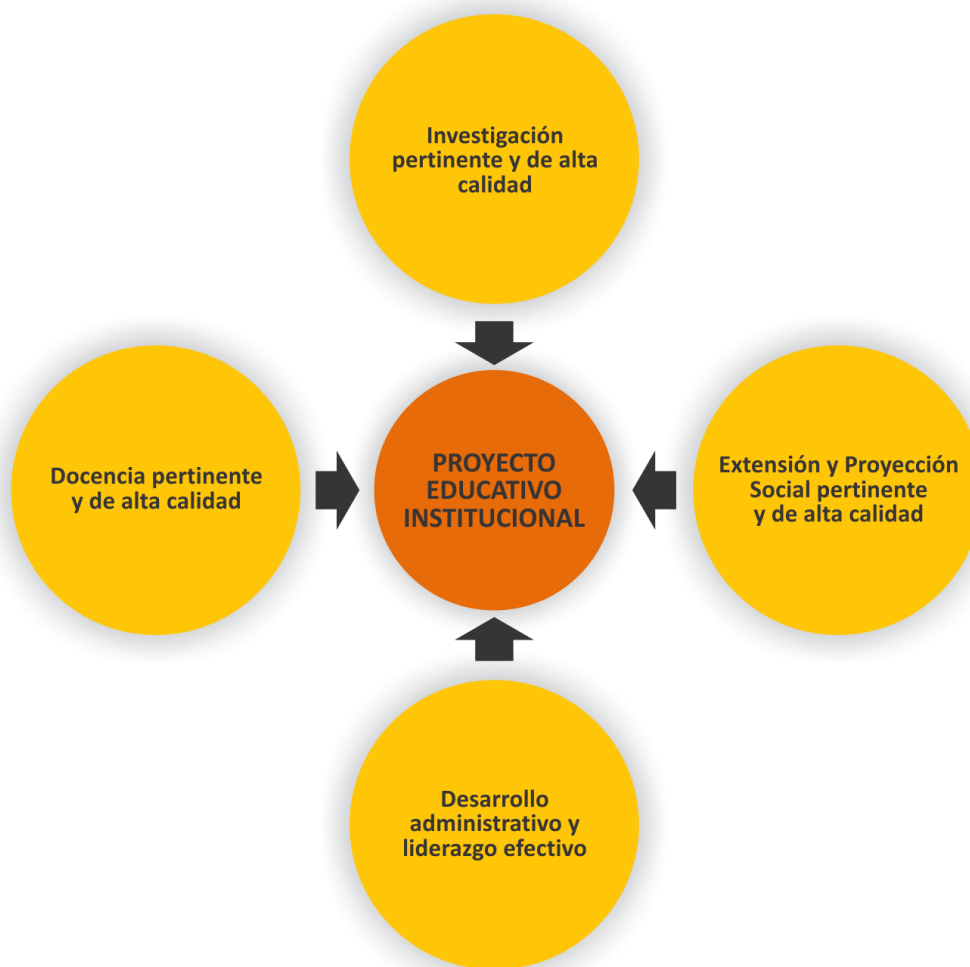 Investigación
pertinente y de alta
calidad
Docencia pertinente
y de alta calidad
PROYECTO
EDUCATIVO
INSTITUCIONAL
Extensión y Proyección
Social pertinente
y de alta calidad
Desarrollo
administrativo y
liderazgo efectivo